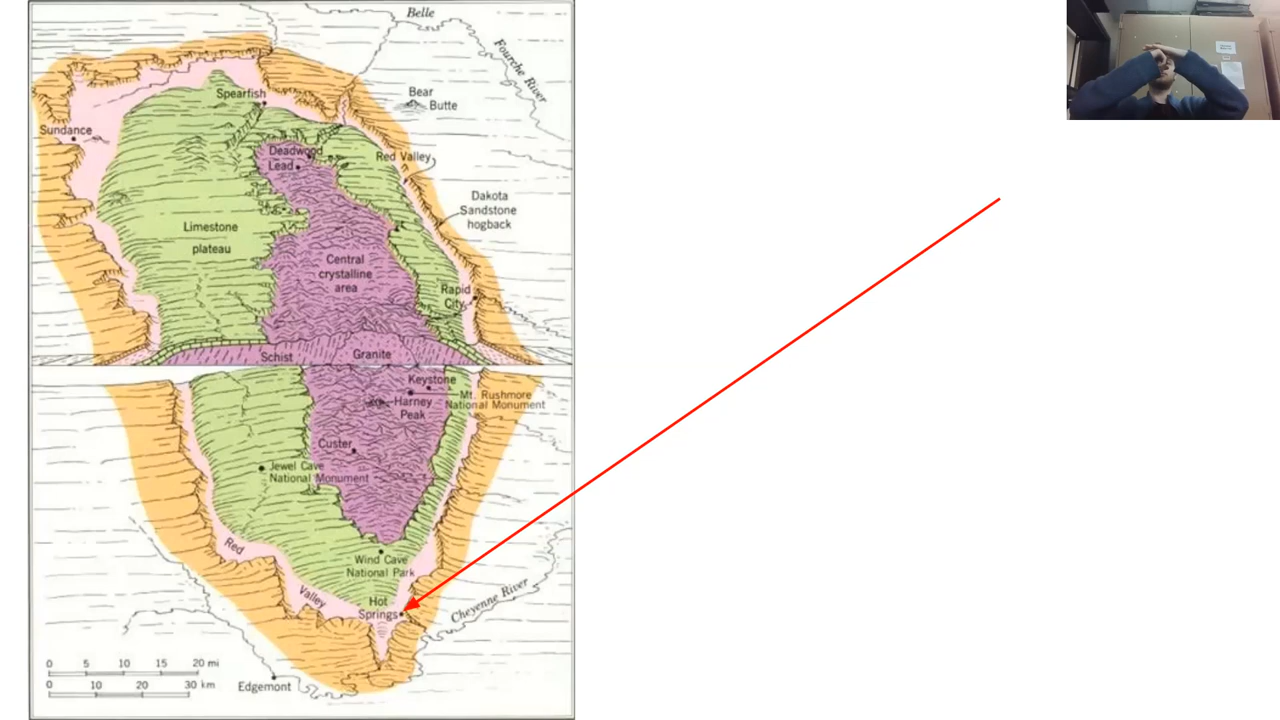 Belle
Fourche River
Spearfish
Bear
Butte
Sundance
Deadwood
Lead
Red Valley
Dakota
Sandstone
hogback
Limestone
plateau
Central
crystalline
area
Rapid
City
Schist
Granite
Keystone
Mt. Rushmore
National Monument
Harney
Peak
Custer
Jewel Cave
National Monument
Red
Valley
Wind Cave
National Park
Hot
Springs
Cheyenne River
0 5 10 15 20 mi
0 10 20 30 km
Edgemont